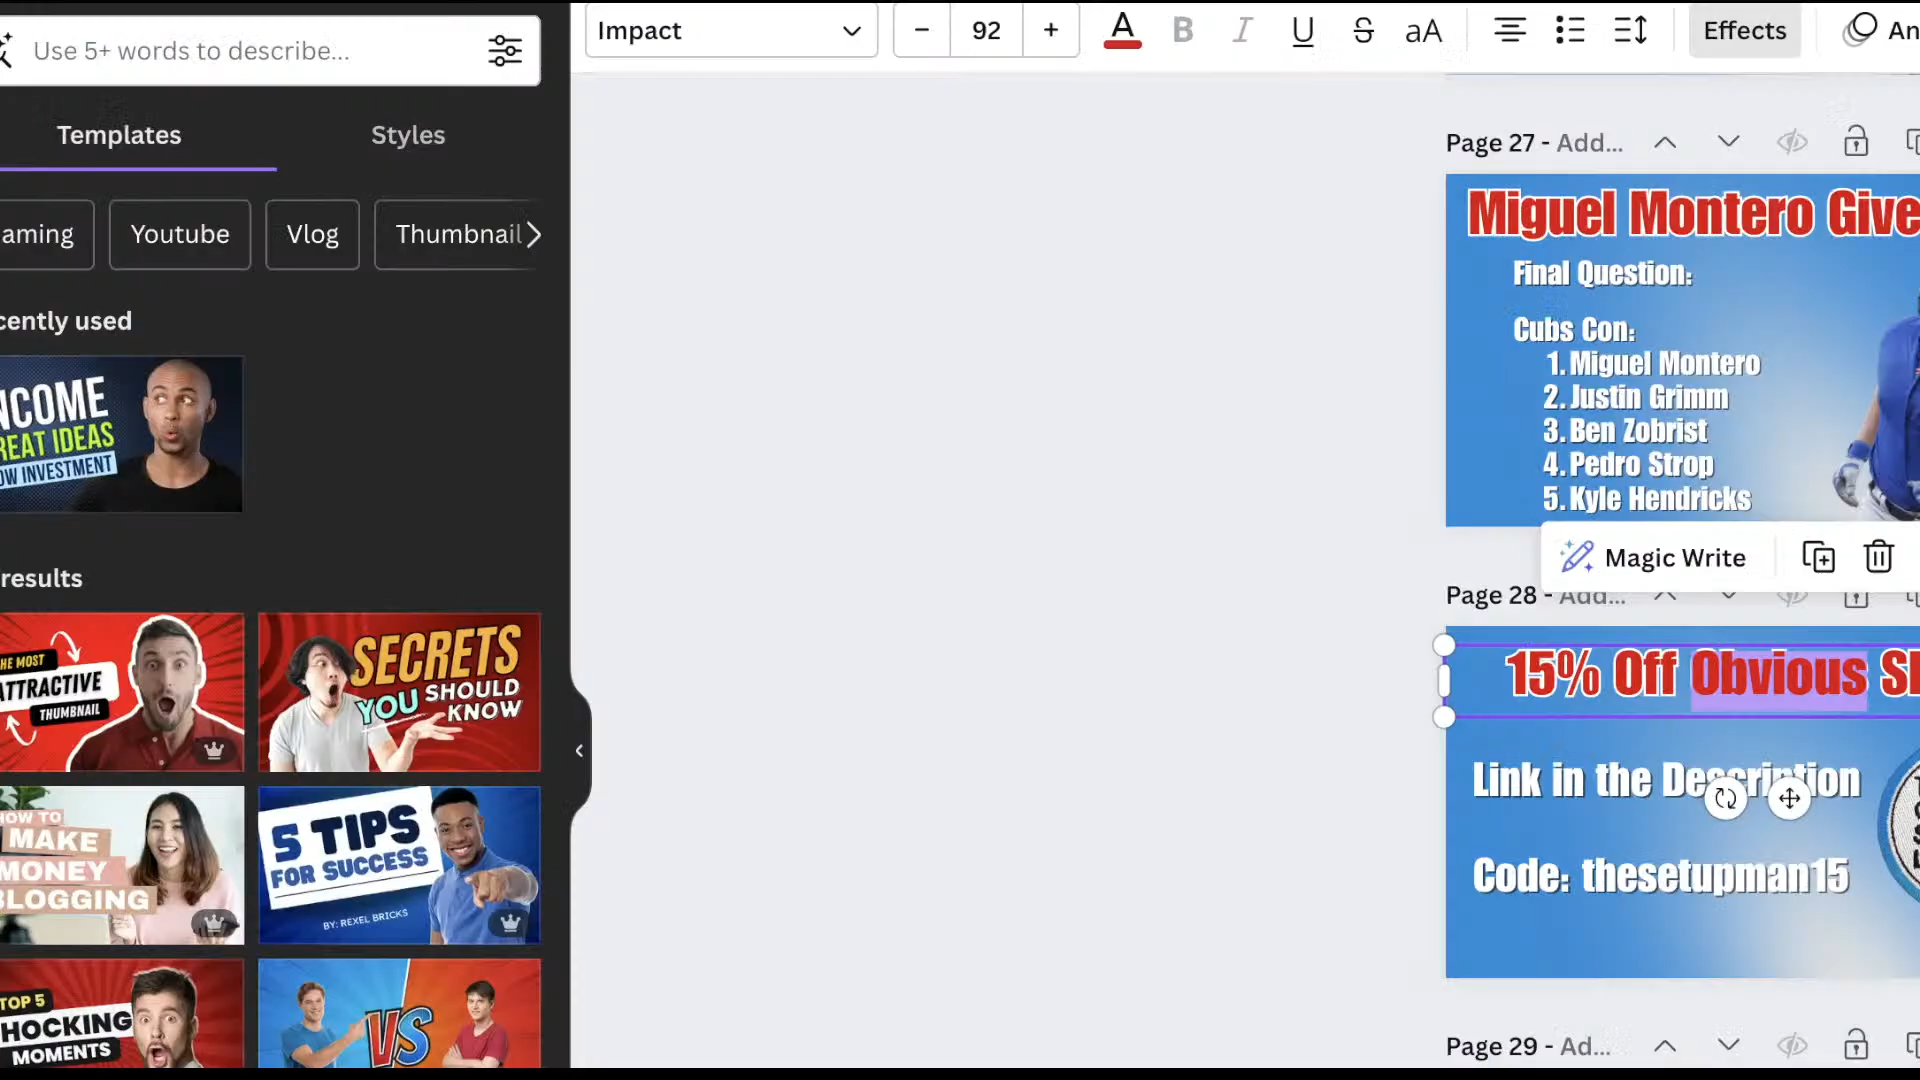 Impact
92
A
B
I
U
S
aA
Effects
An
Use 5+ words to describe...
Templates
Styles
aming
Youtube
Vlog
Thumbnail
cently used
NCOME
REAT IDEAS
OW INVESTMENT
results
HE MOST
ATTRACTIVE
THUMBNAIL
SECRETS
YOU SHOULD
KNOW
HOW TO
MAKE
MONEY
BLOGGING
5 TIPS
FOR SUCCESS
BY: REXEL BRICKS
TOP 5
HOCKING
MOMENTS
VS
Page 27 - Add...
Miguel Montero Give
Final Question:
Cubs Con:
1. Miguel Montero
2. Justin Grimm
3. Ben Zobrist
4. Pedro Strop
5. Kyle Hendricks
Magic Write
Page 28 - Add...
15% Off Obvious S
Link in the Description
Code: thesetupman15
Page 29 - Ad...